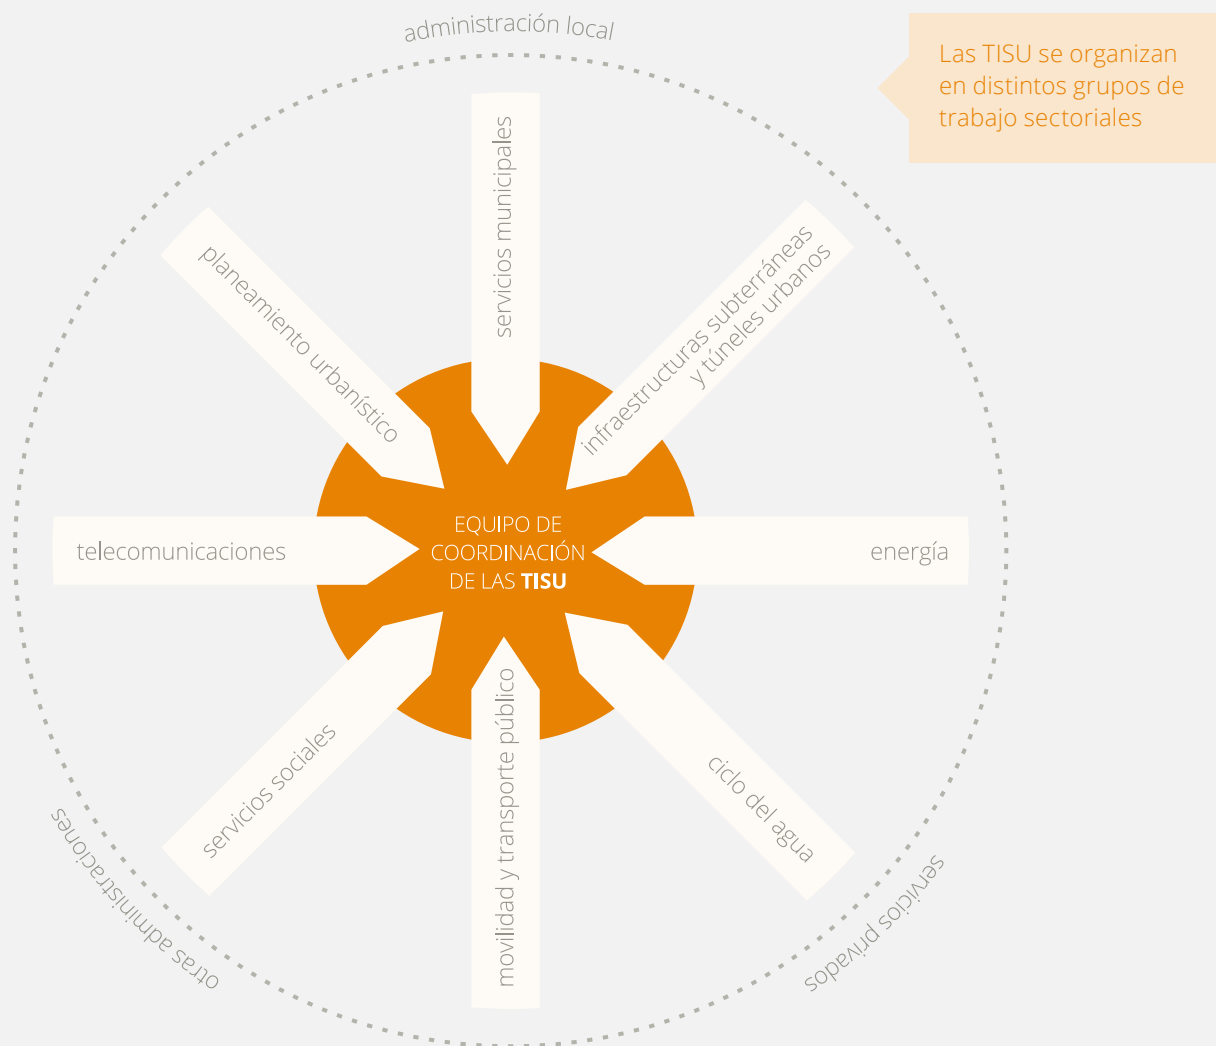 administración local
Las TISU se organizan
en distintos grupos de
trabajo sectoriales
servicios municipales
planeamiento urbanístico
infraestructuras subterráneas
y túneles urbanos
telecomunicaciones
EQUIPO DE
COORDINACIÓN
DE LAS TISU
energía
servicios sociales
movilidad y transporte público
ciclo del agua
otras administraciones
servicios privados